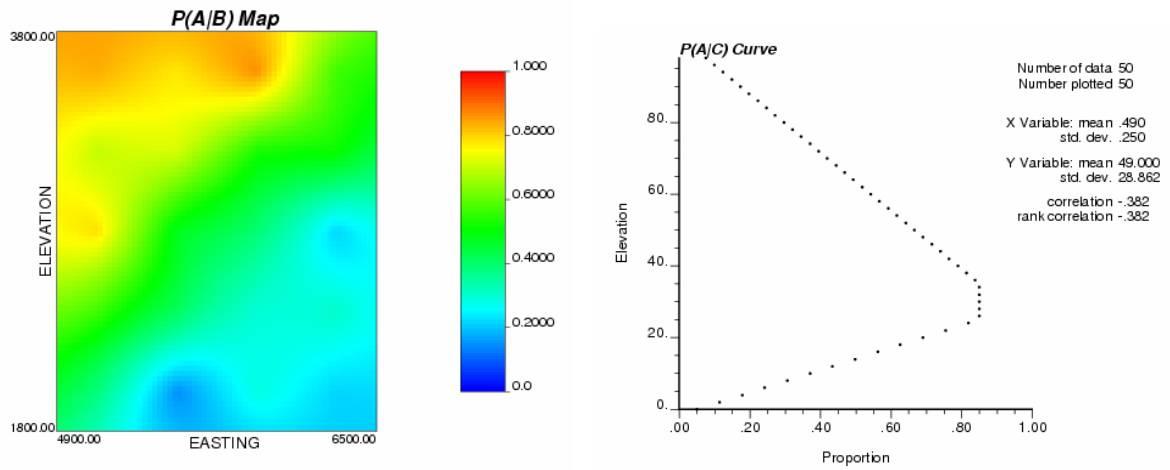 P(A|B) Map
3800.00
ELEVATION
1800.00
4900.00
EASTING
6500.00
1.000
0.8000
0.6000
0.4000
0.2000
0.0
P(A|C) Curve
Number of data 50
Number plotted 50
X Variable: mean .490
std. dev. .250
Y Variable: mean 49.000
std. dev. 28.862
correlation -.382
rank correlation -.382
Elevation
80.
60.
40.
20.
0.
.00 .20 .40 .60 .80 1.00
Proportion